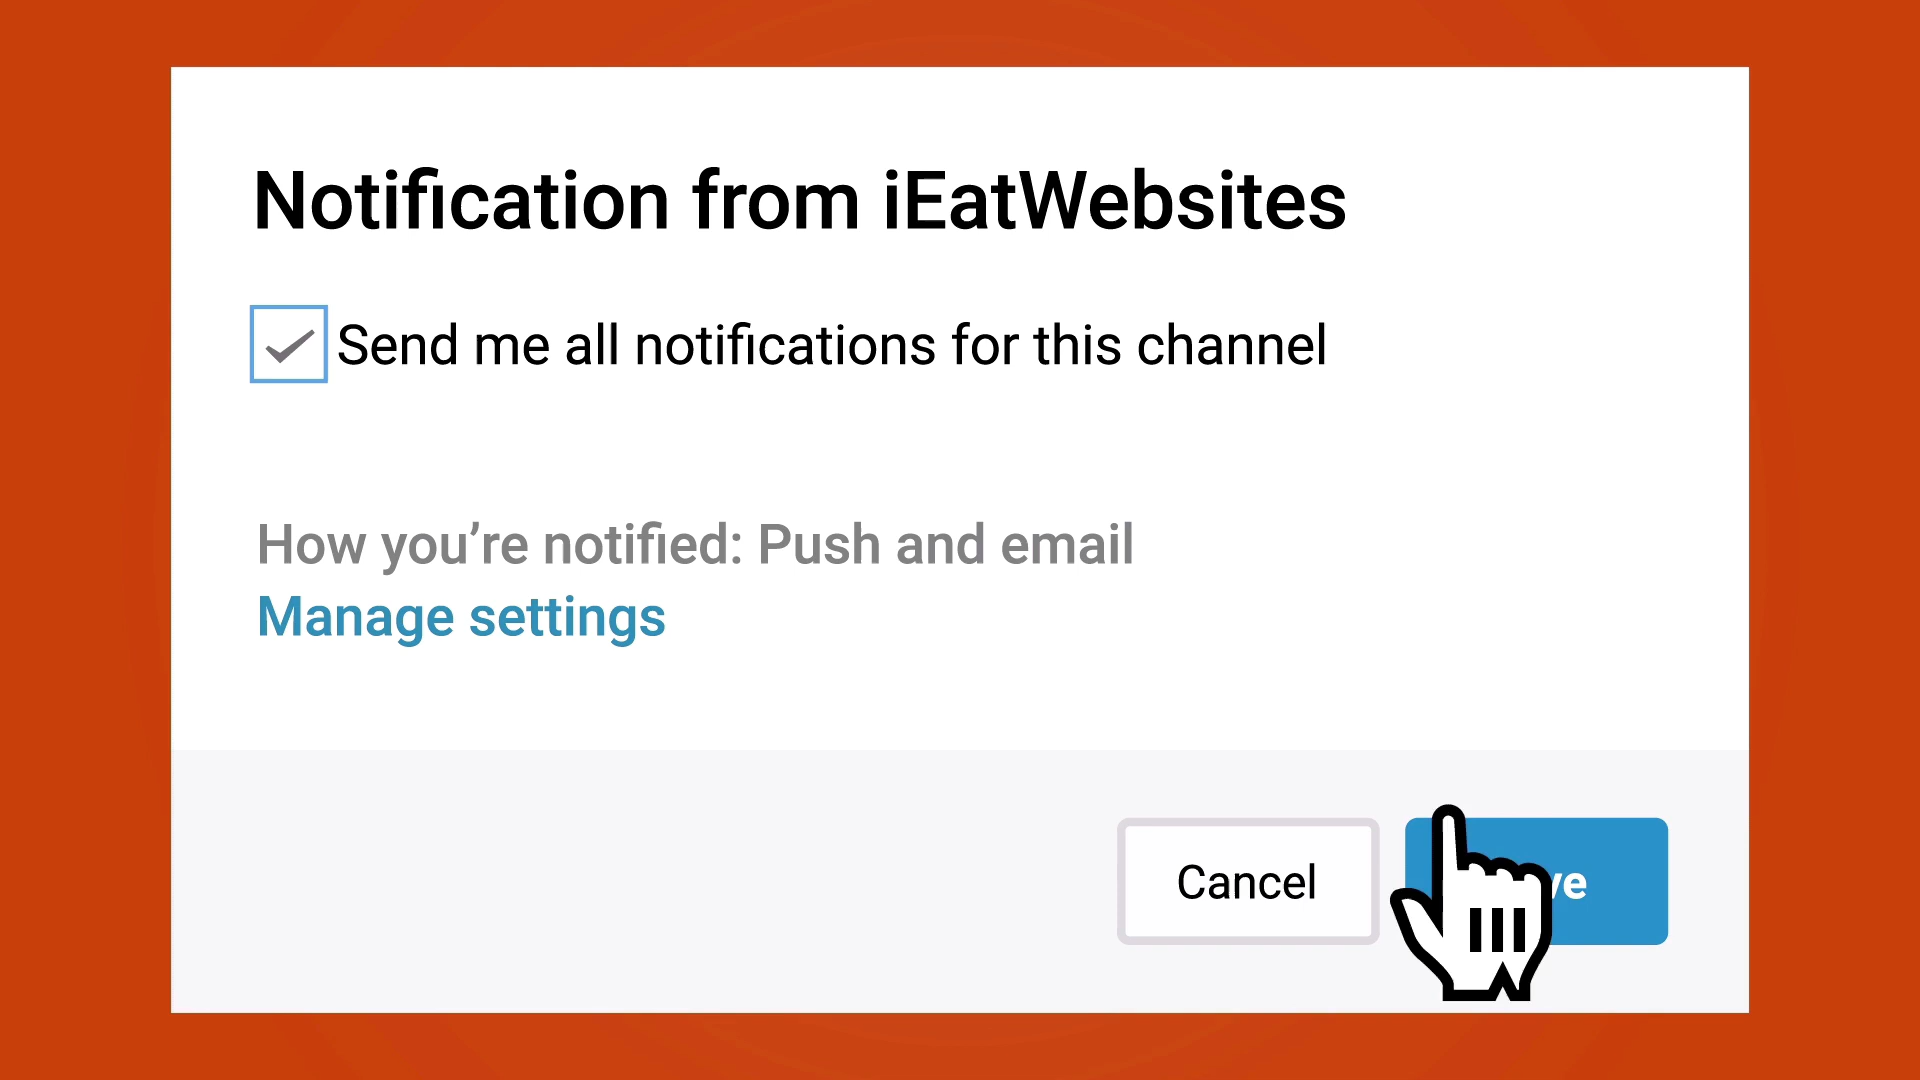 Notification from iEatWebsites
Send me all notifications for this channel
How you’re notified: Push and email
Manage settings
Cancel